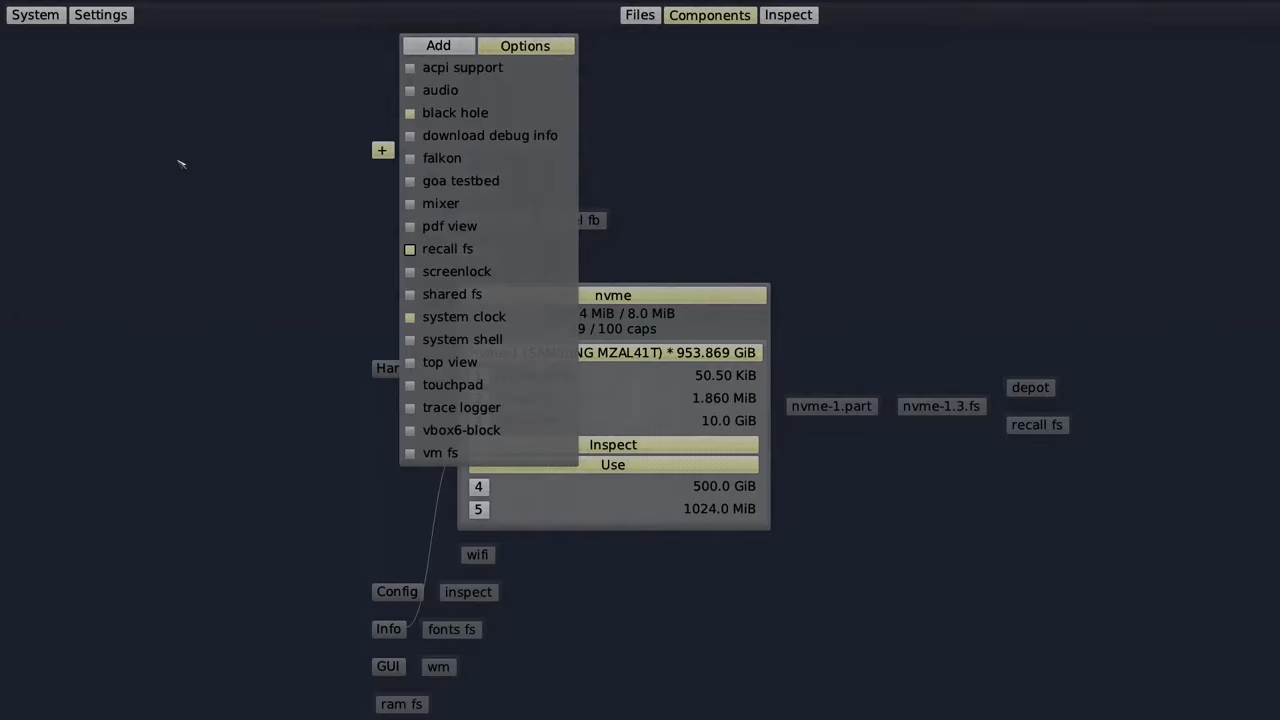 System Settings Files Components Inspect
Add Options
acpi support
audio
black hole
download debug info
+
falkon
goa testbed
mixer
pdf view
l fb
recall fs
screenlock
shared fs
nvme
system clock
4 MiB / 8.0 MiB
9 / 100 caps
system shell
NG MZAL41T) * 953.869 GiB
top view
Har
50.50 KiB
touchpad
depot
1.860 MiB
trace logger
nvme-1.part nvme-1.3.fs
10.0 GiB
recall fs
vbox6-block
Inspect
vm fs
Use
4 500.0 GiB
5 1024.0 MiB
wifi
Config inspect
Info fonts fs
GUI wm
ram fs